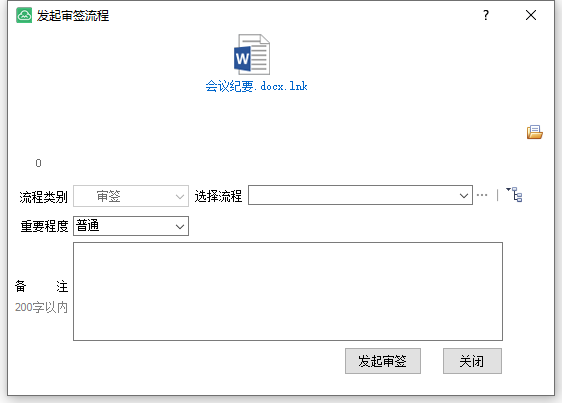 发起审签流程
会议纪要.docx.lnk
0
流程类别 审签 选择流程
重要程度 普通
备 注
200字以内
发起审签 关闭